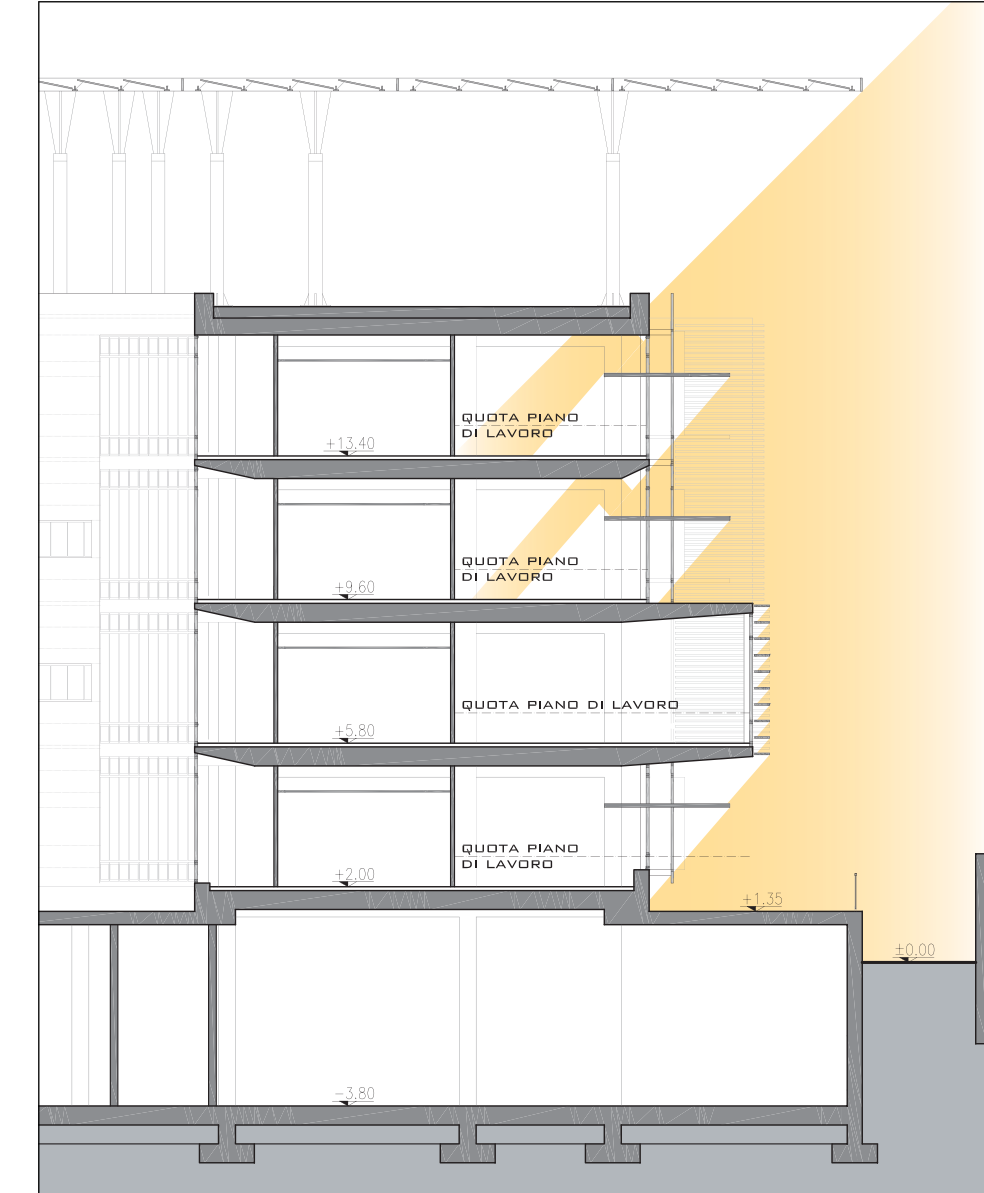 QUOTA PIANO
DI LAVORO
+13.40
QUOTA PIANO
DI LAVORO
+9.60
QUOTA PIANO DI LAVORO
+5.80
QUOTA PIANO
DI LAVORO
+2.00
+1.35
±0.00
-3.80